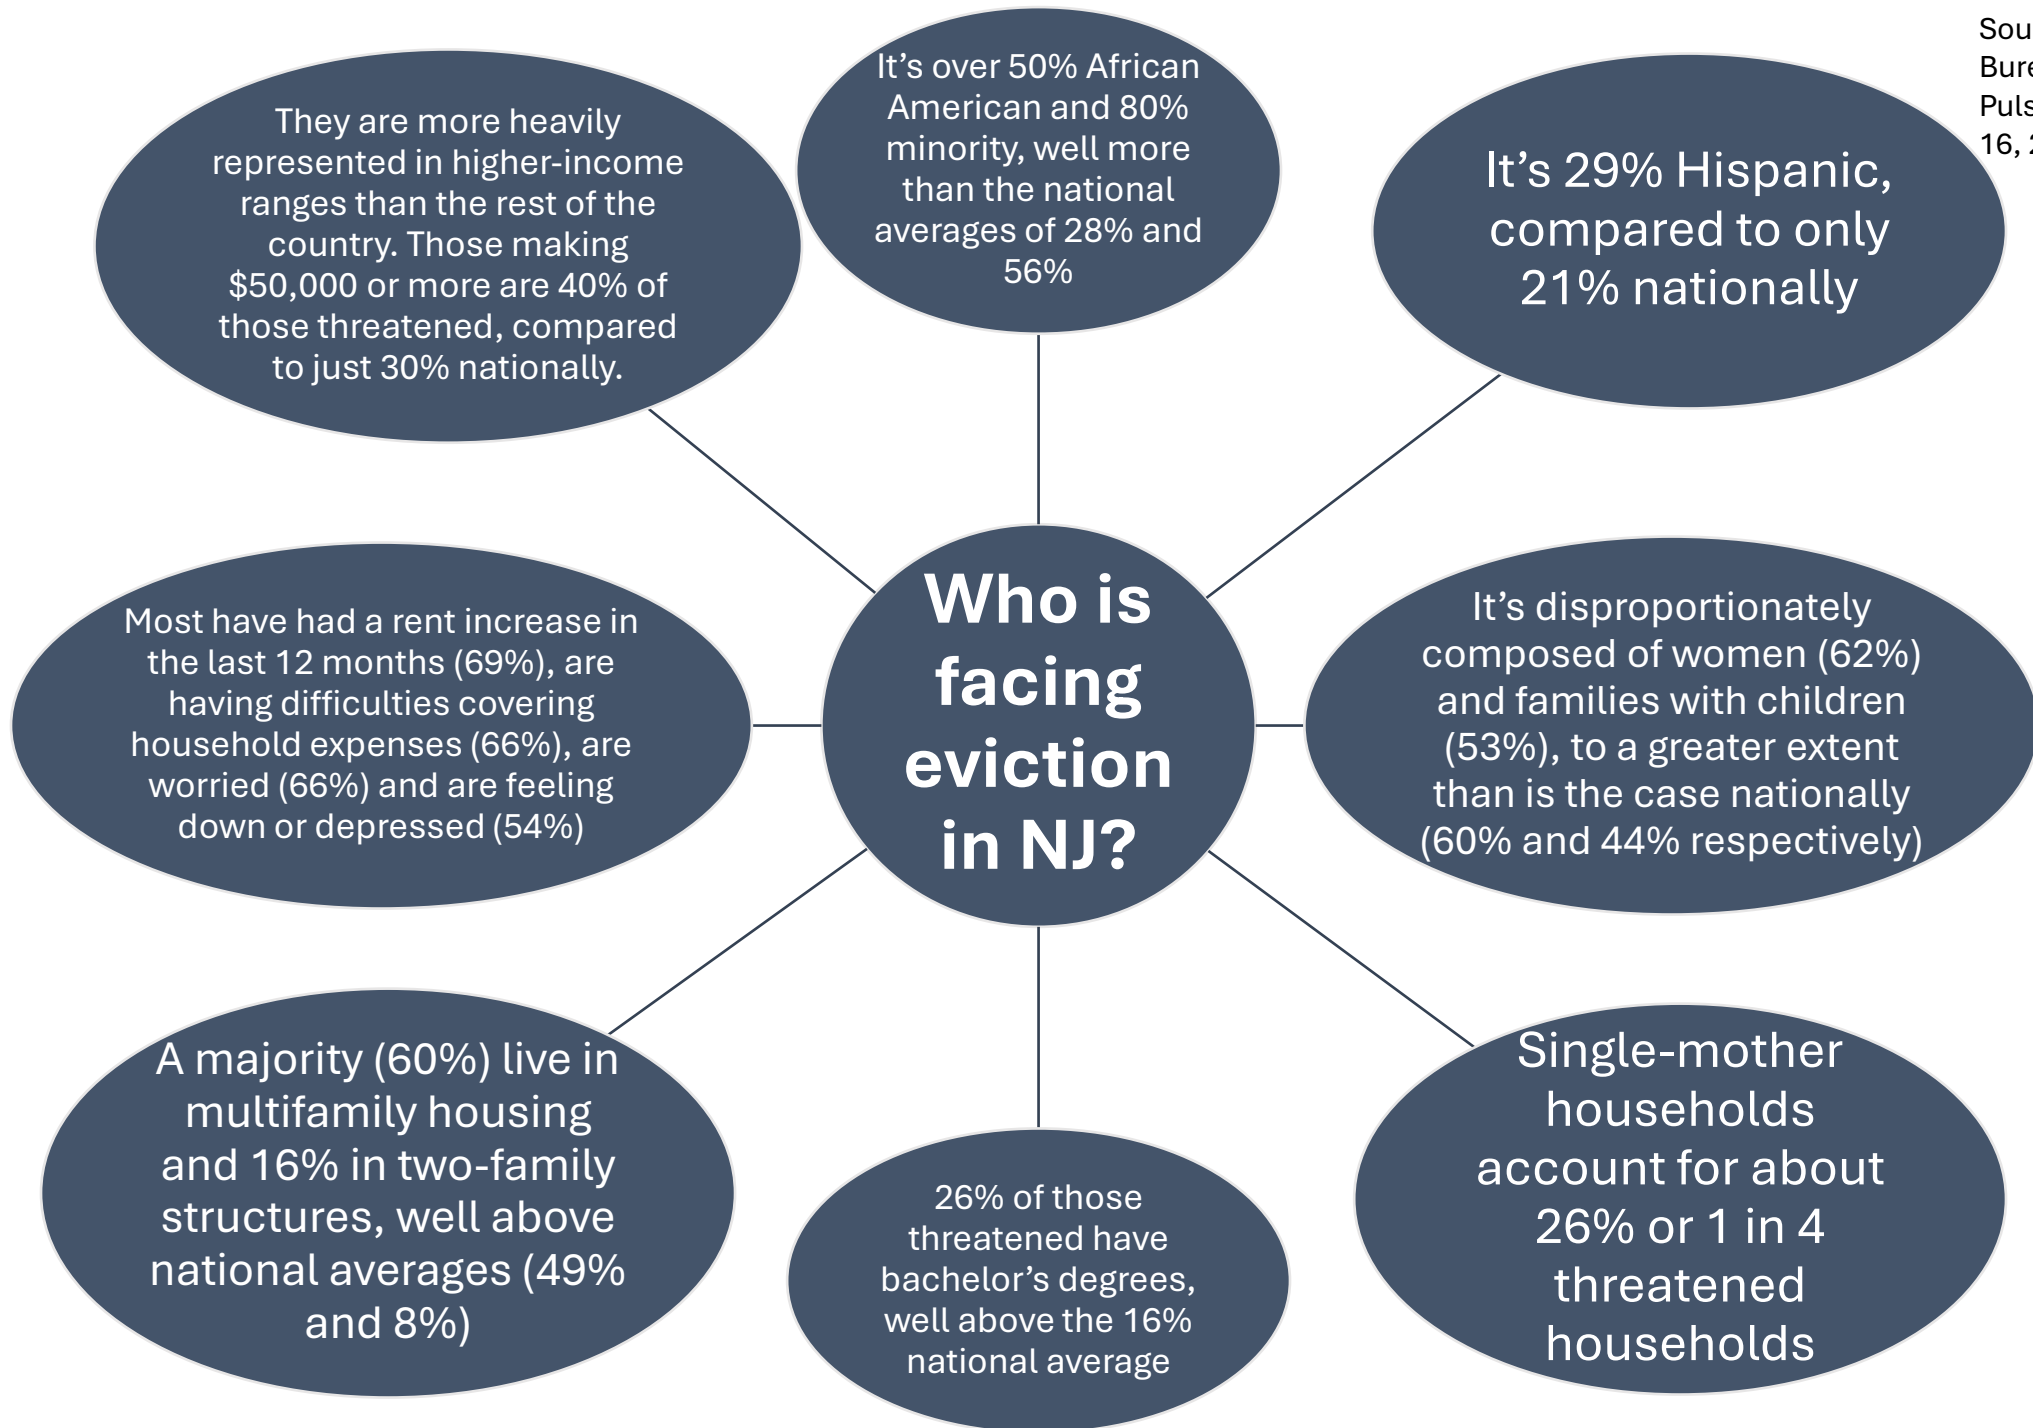 They are more heavily
represented in higher-income
ranges than the rest of the
country. Those making
$50,000 or more are 40% of
those threatened, compared
to just 30% nationally.
It’s over 50% African
American and 80%
minority, well more
than the national
averages of 28% and
56%
It’s 29% Hispanic,
compared to only
21% nationally
Sou
Bure
Puls
16,
Most have had a rent increase in
the last 12 months (69%), are
having difficulties covering
household expenses (66%), are
worried (66%) and are feeling
down or depressed (54%)
Who is
facing
eviction
in NJ?
It’s disproportionately
composed of women (62%)
and families with children
(53%), to a greater extent
than is the case nationally
(60% and 44% respectively)
A majority (60%) live in
multifamily housing
and 16% in two-family
structures, well above
national averages (49%
and 8%)
26% of those
threatened have
bachelor’s degrees,
well above the 16%
national average
Single-mother
households
account for about
26% or 1 in 4
threatened
households